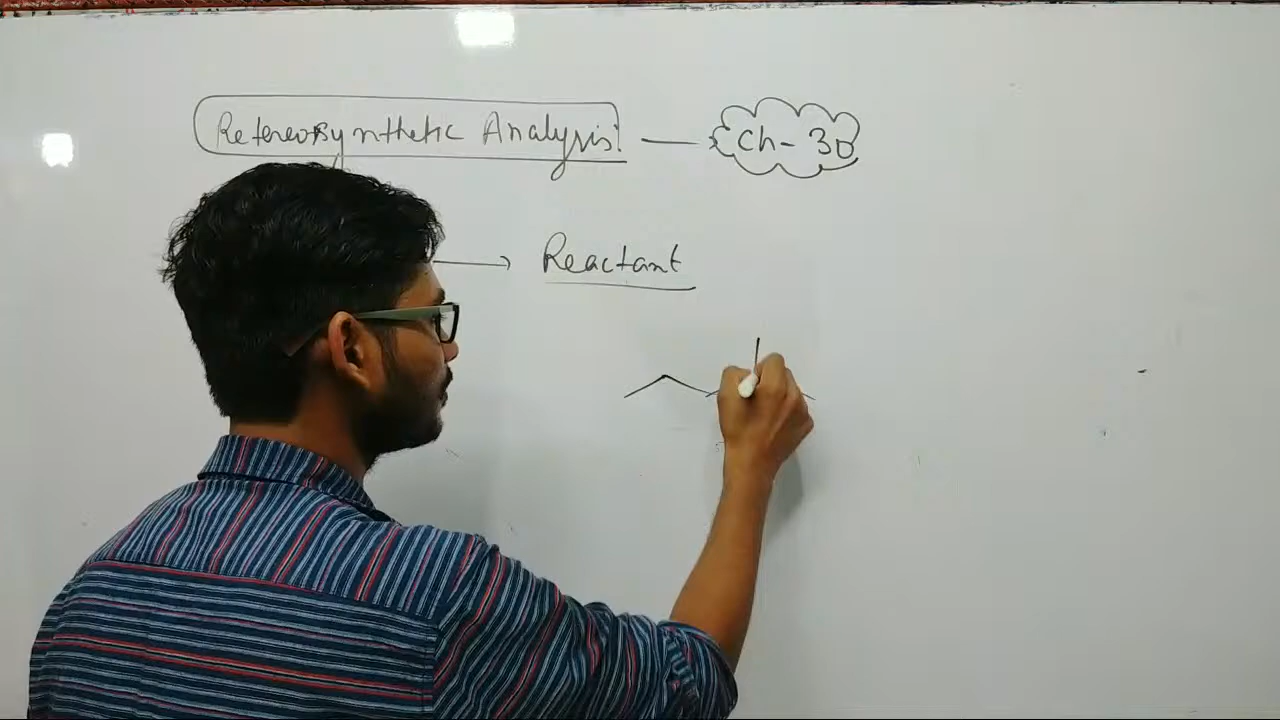 Retereosynthetic Analysis: — Ch-30
→ Reactant